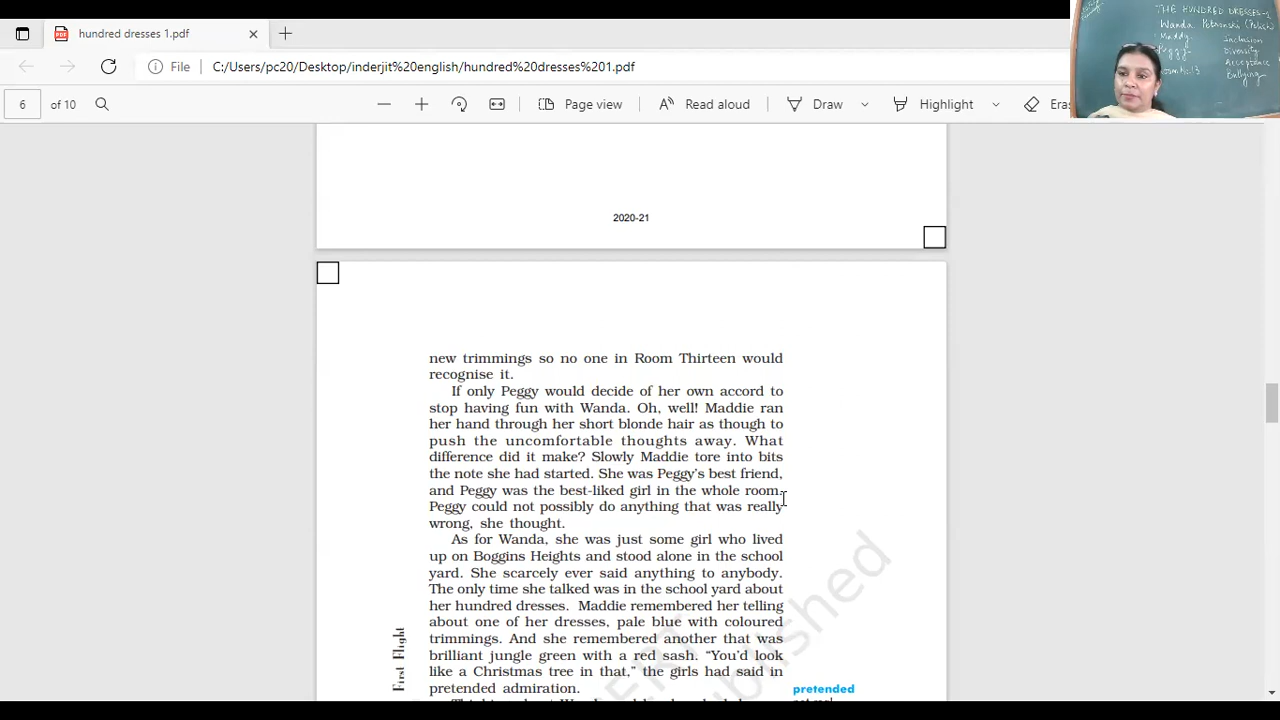 hundred dresses 1.pdf
File
C:/Users/pc20/Desktop/inderjit%20english/hundred%20dresses%201.pdf
6 of 10
Page view
Read aloud
Draw
Highlight
THE HUNDRED DRESSES-1
Wanda Petronski (Polish)
Maddy
Peggy
Room No.13
Inclusion
Diversity
Acceptance
Bullying
2020-21
new trimmings so no one in Room Thirteen would
recognise it.
If only Peggy would decide of her own accord to
stop having fun with Wanda. Oh, well! Maddie ran
her hand through her short blonde hair as though to
push the uncomfortable thoughts away. What
difference did it make? Slowly Maddie tore into bits
the note she had started. She was Peggy's best friend,
and Peggy was the best-liked girl in the whole room.
Peggy could not possibly do anything that was really
wrong, she thought.
As for Wanda, she was just some girl who lived
up on Boggins Heights and stood alone in the school
yard. She scarcely ever said anything to anybody.
The only time she talked was in the school yard about
her hundred dresses. Maddie remembered her telling
about one of her dresses, pale blue with coloured
trimmings. And she remembered another that was
brilliant jungle green with a red sash. “You'd look
like a Christmas tree in that,” the girls had said in
pretended admiration.
First Flight
pretended